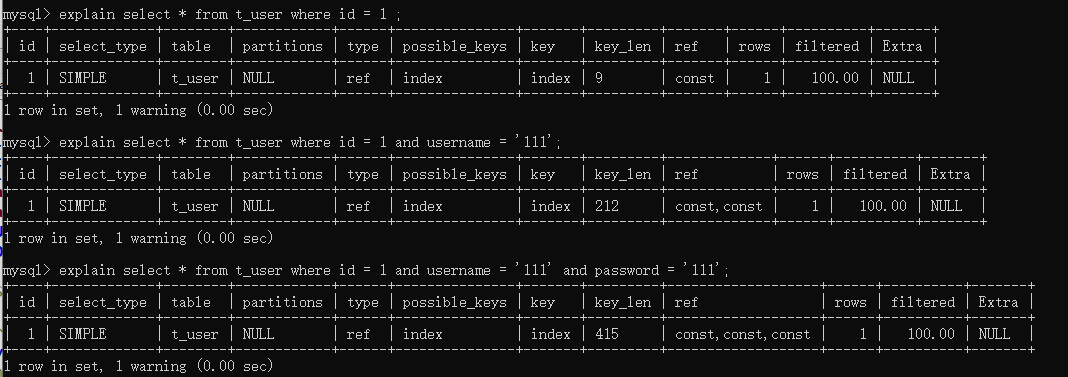 mysql> explain select * from t_user where id = 1 ;
+----+-------------+--------+------------+------+---------------+-------+---------+-------+------+----------+-------+
| id | select_type | table | partitions | type | possible_keys | key | key_len | ref | rows | filtered | Extra |
+----+-------------+--------+------------+------+---------------+-------+---------+-------+------+----------+-------+
| 1 | SIMPLE | t_user | NULL | ref | index | index | 9 | const | 1 | 100.00 | NULL |
+----+-------------+--------+------------+------+---------------+-------+---------+-------+------+----------+-------+
1 row in set, 1 warning (0.00 sec)
mysql> explain select * from t_user where id = 1 and username = '111';
+----+-------------+--------+------------+------+---------------+-------+---------+-------------+------+----------+-------+
| id | select_type | table | partitions | type | possible_keys | key | key_len | ref | rows | filtered | Extra |
+----+-------------+--------+------------+------+---------------+-------+---------+-------------+------+----------+-------+
| 1 | SIMPLE | t_user | NULL | ref | index | index | 212 | const,const | 1 | 100.00 | NULL |
+----+-------------+--------+------------+------+---------------+-------+---------+-------------+------+----------+-------+
1 row in set, 1 warning (0.00 sec)
mysql> explain select * from t_user where id = 1 and username = '111' and password = '111';
+----+-------------+--------+------------+------+---------------+-------+---------+-------------------+------+----------+-------+
| id | select_type | table | partitions | type | possible_keys | key | key_len | ref | rows | filtered | Extra |
+----+-------------+--------+------------+------+---------------+-------+---------+-------------------+------+----------+-------+
| 1 | SIMPLE | t_user | NULL | ref | index | index | 415 | const,const,const | 1 | 100.00 | NULL |
+----+-------------+--------+------------+------+---------------+-------+---------+-------------------+------+----------+-------+
1 row in set, 1 warning (0.00 sec)